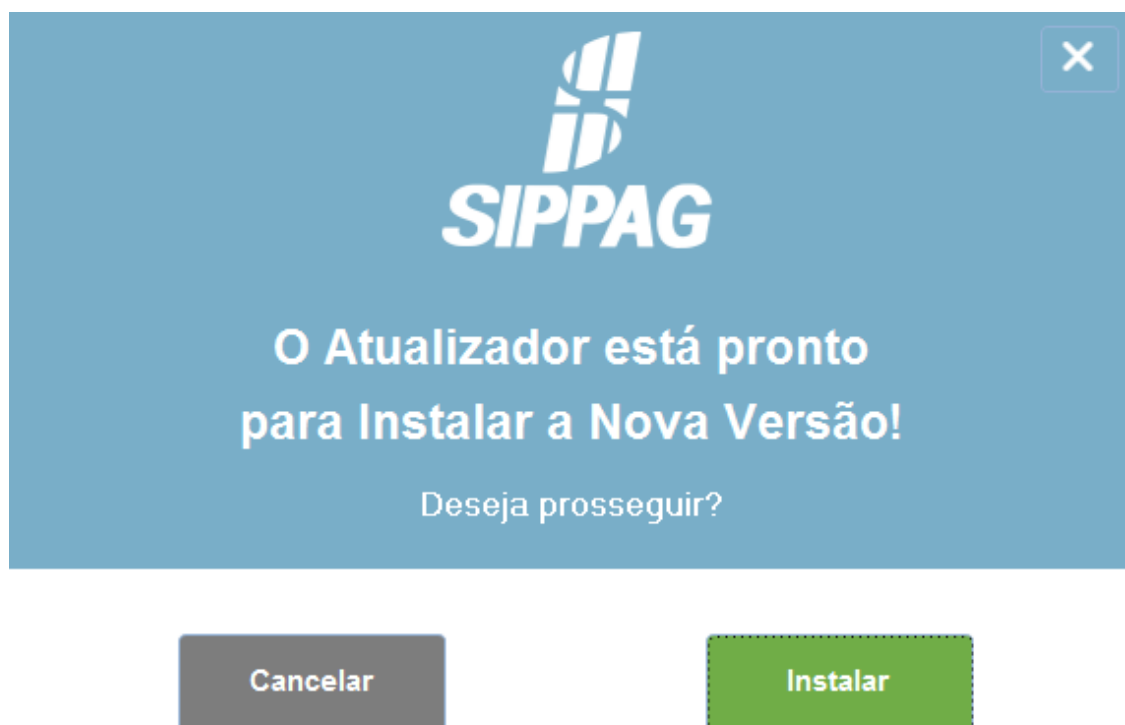 SIPPAG
O Atualizador está pronto
para Instalar a Nova Versão!
Deseja prosseguir?
Cancelar
Instalar